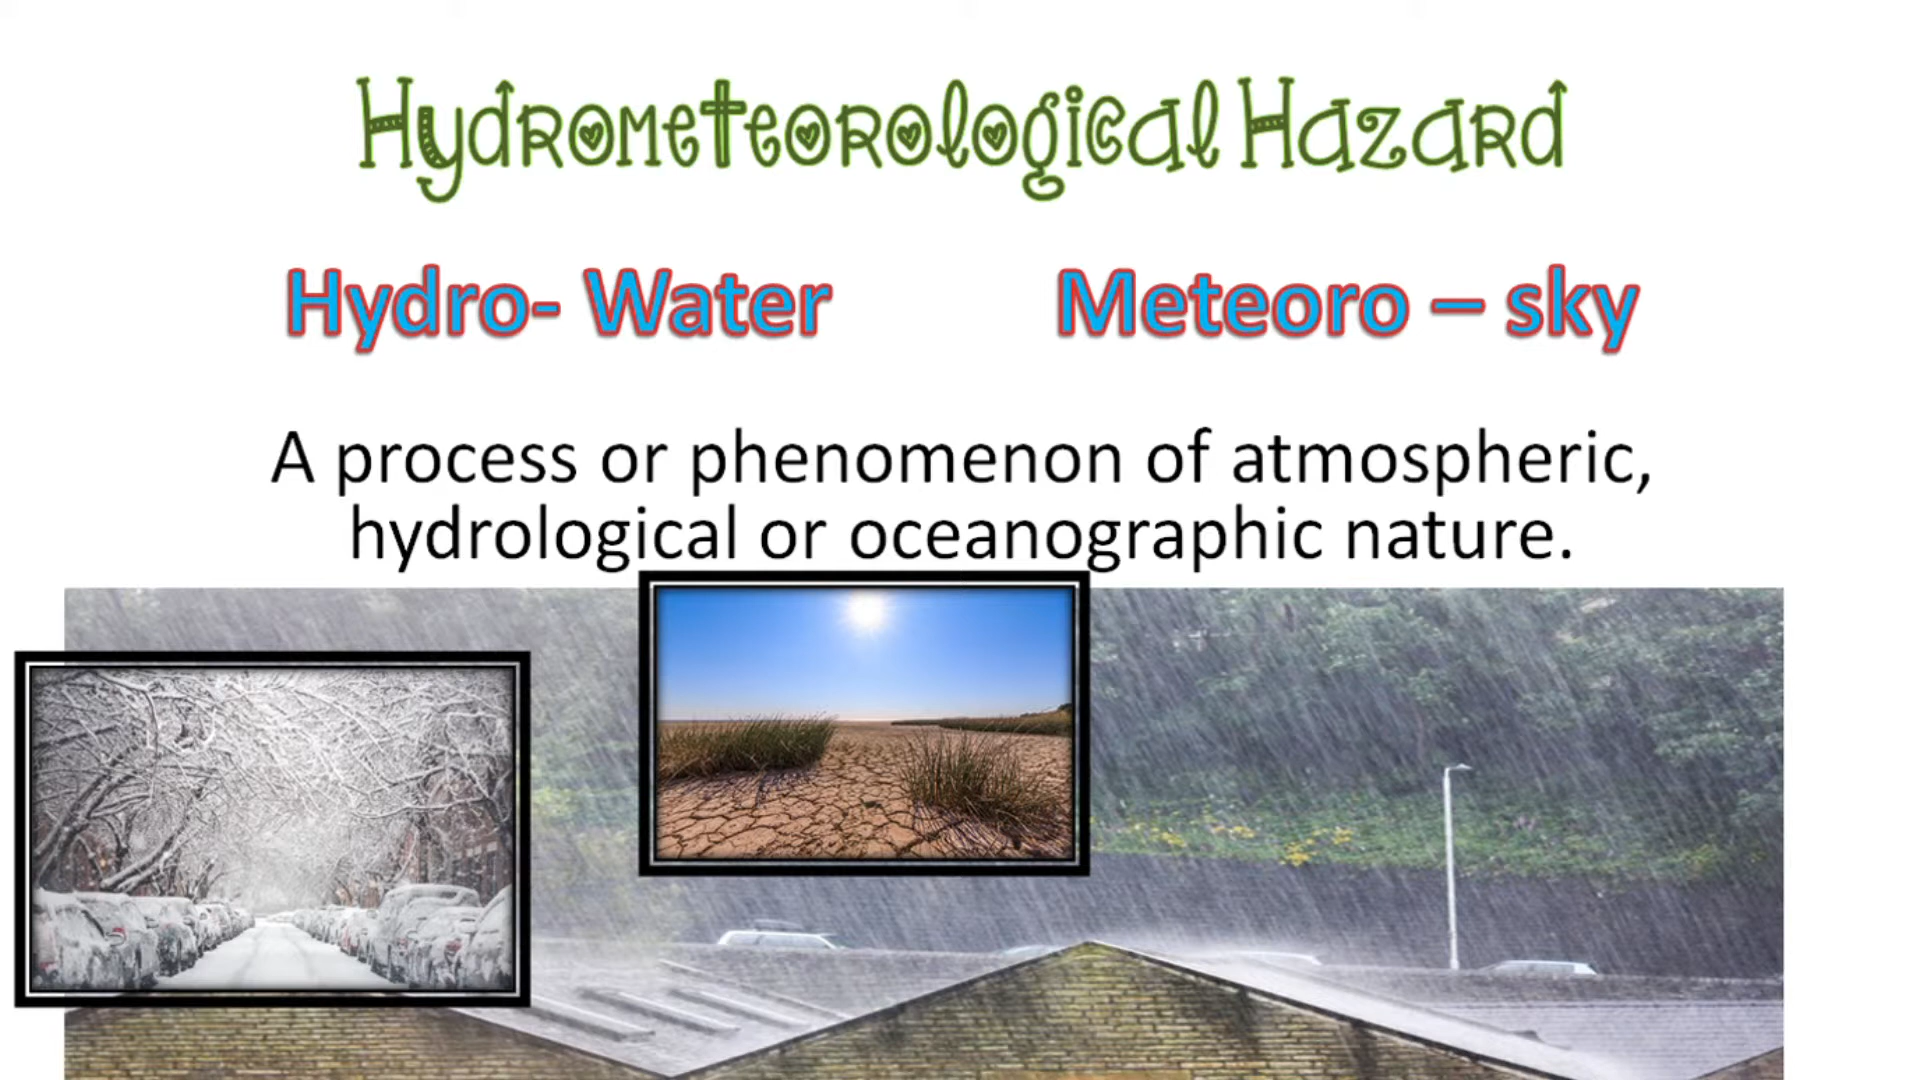 Hydrometeorological Hazard
Hydro- Water Meteoro – sky
A process or phenomenon of atmospheric,
hydrological or oceanographic nature.